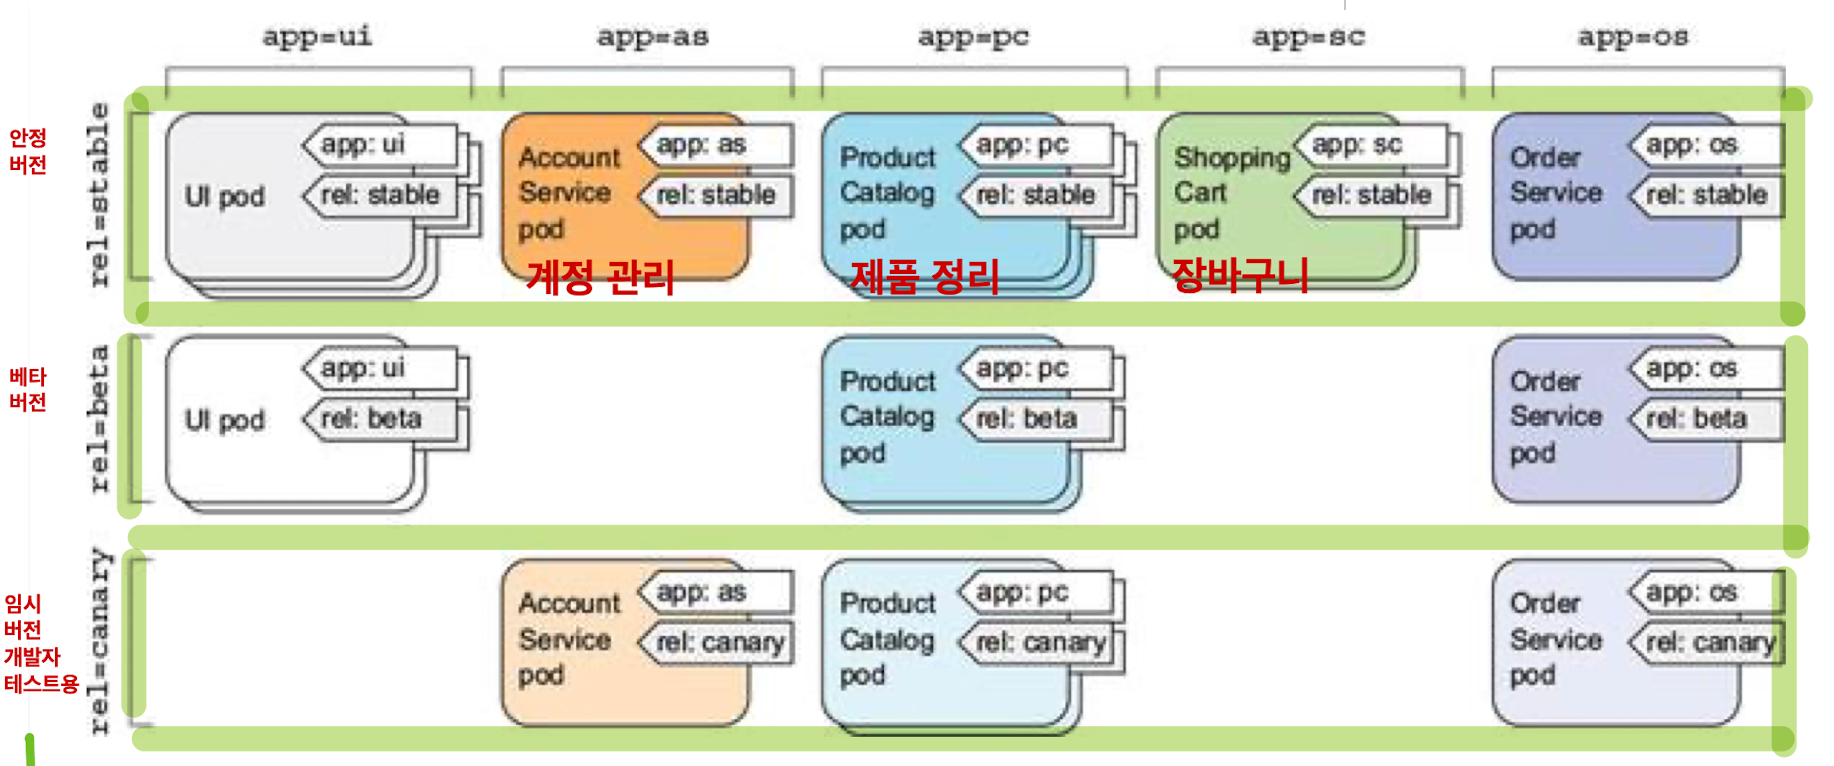 app=ui
app=as
app=pc
app=sc
app=os
안정
버전
rel=stable
UI pod
app: ui
rel: stable
Account
Service
pod
app: as
rel: stable
계정 관리
Product
Catalog
pod
app: pc
rel: stable
제품 정리
Shopping
Cart
pod
app: sc
rel: stable
장바구니
Order
Service
pod
app: os
rel: stable
베타
버전
rel=beta
UI pod
app: ui
rel: beta
Product
Catalog
pod
app: pc
rel: beta
Order
Service
pod
app: os
rel: beta
임시
버전
개발자
테스트용
rel=canary
Account
Service
pod
app: as
rel: canary
Product
Catalog
pod
app: pc
rel: canary
Order
Service
pod
app: os
rel: canary